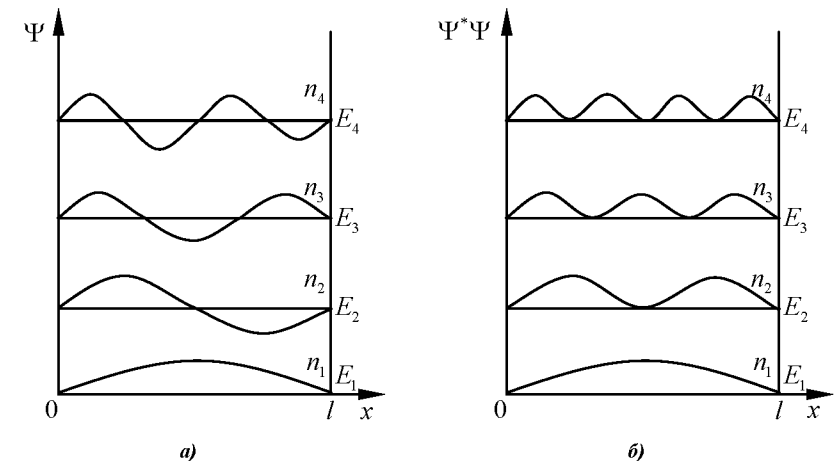 Ψ Ψ*Ψ
n₄ E₄ n₄ E₄
n₃ E₃ n₃ E₃
n₂ E₂ n₂ E₂
n₁ E₁ n₁ E₁
0 l x 0 l x
а) б)